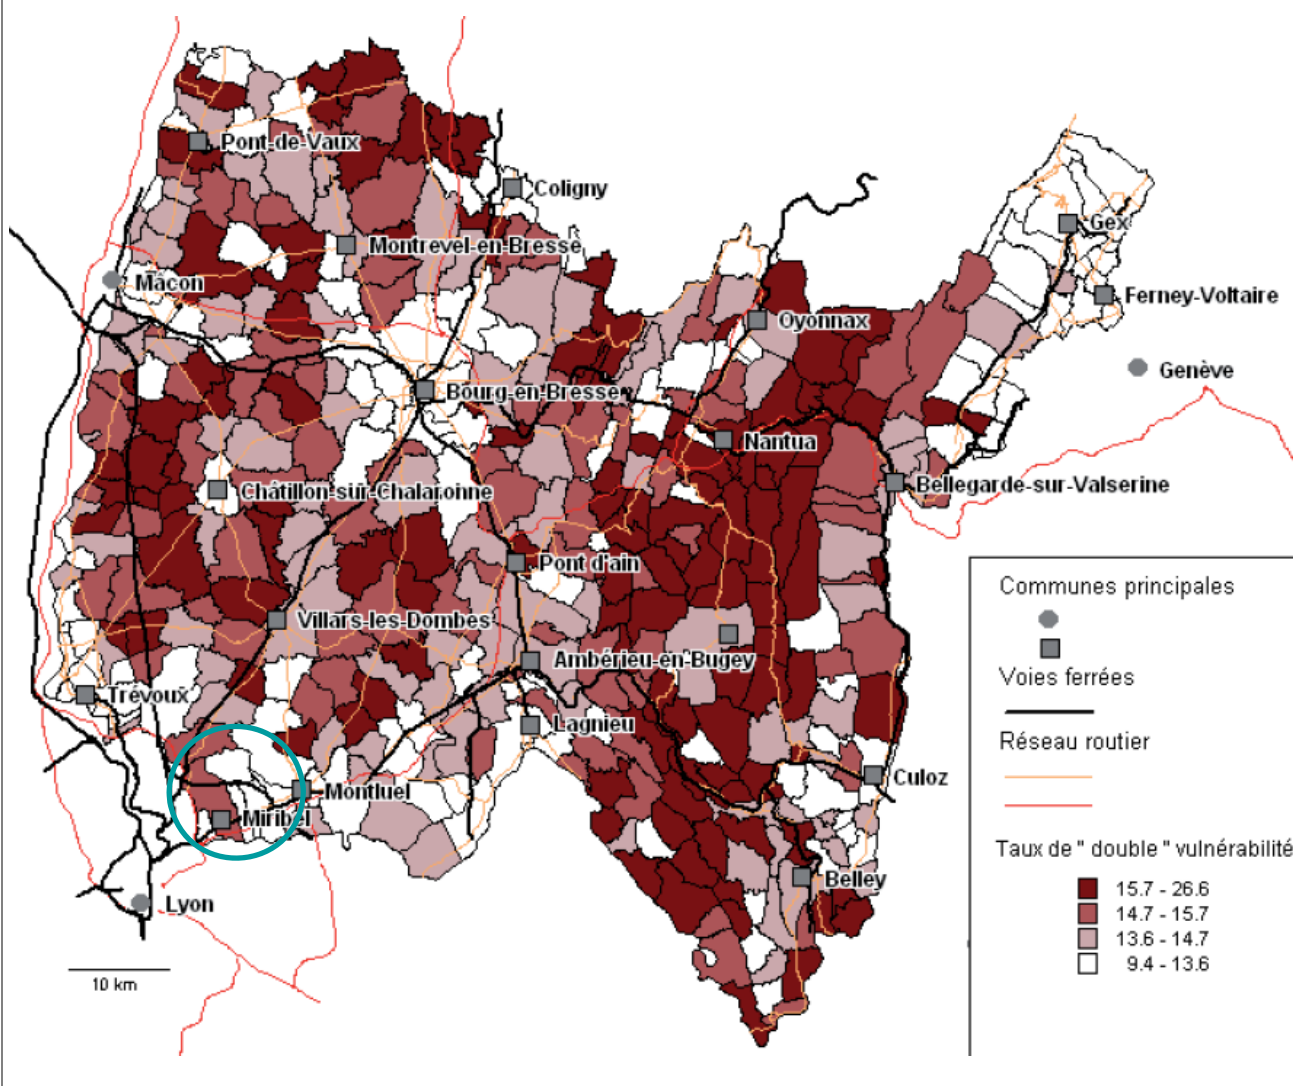 Pont-de-Vaux
Coligny
Gex
Montrevel-en-Bresse
Mâcon
Ferney-Voltaire
Oyonnax
Genève
Bourg-en-Bresse
Nantua
Bellegarde-sur-Valserine
Châtillon-sur-Chalaronne
Pont d'ain
Villars-les-Dombes
Ambérieu-en-Bugey
Trévoux
Lagnieu
Culoz
Montluel
Miribel
Belley
Lyon
10 km
Communes principales
Voies ferrées
Réseau routier
Taux de " double " vulnérabilité
15.7 - 26.6
14.7 - 15.7
13.6 - 14.7
9.4 - 13.6